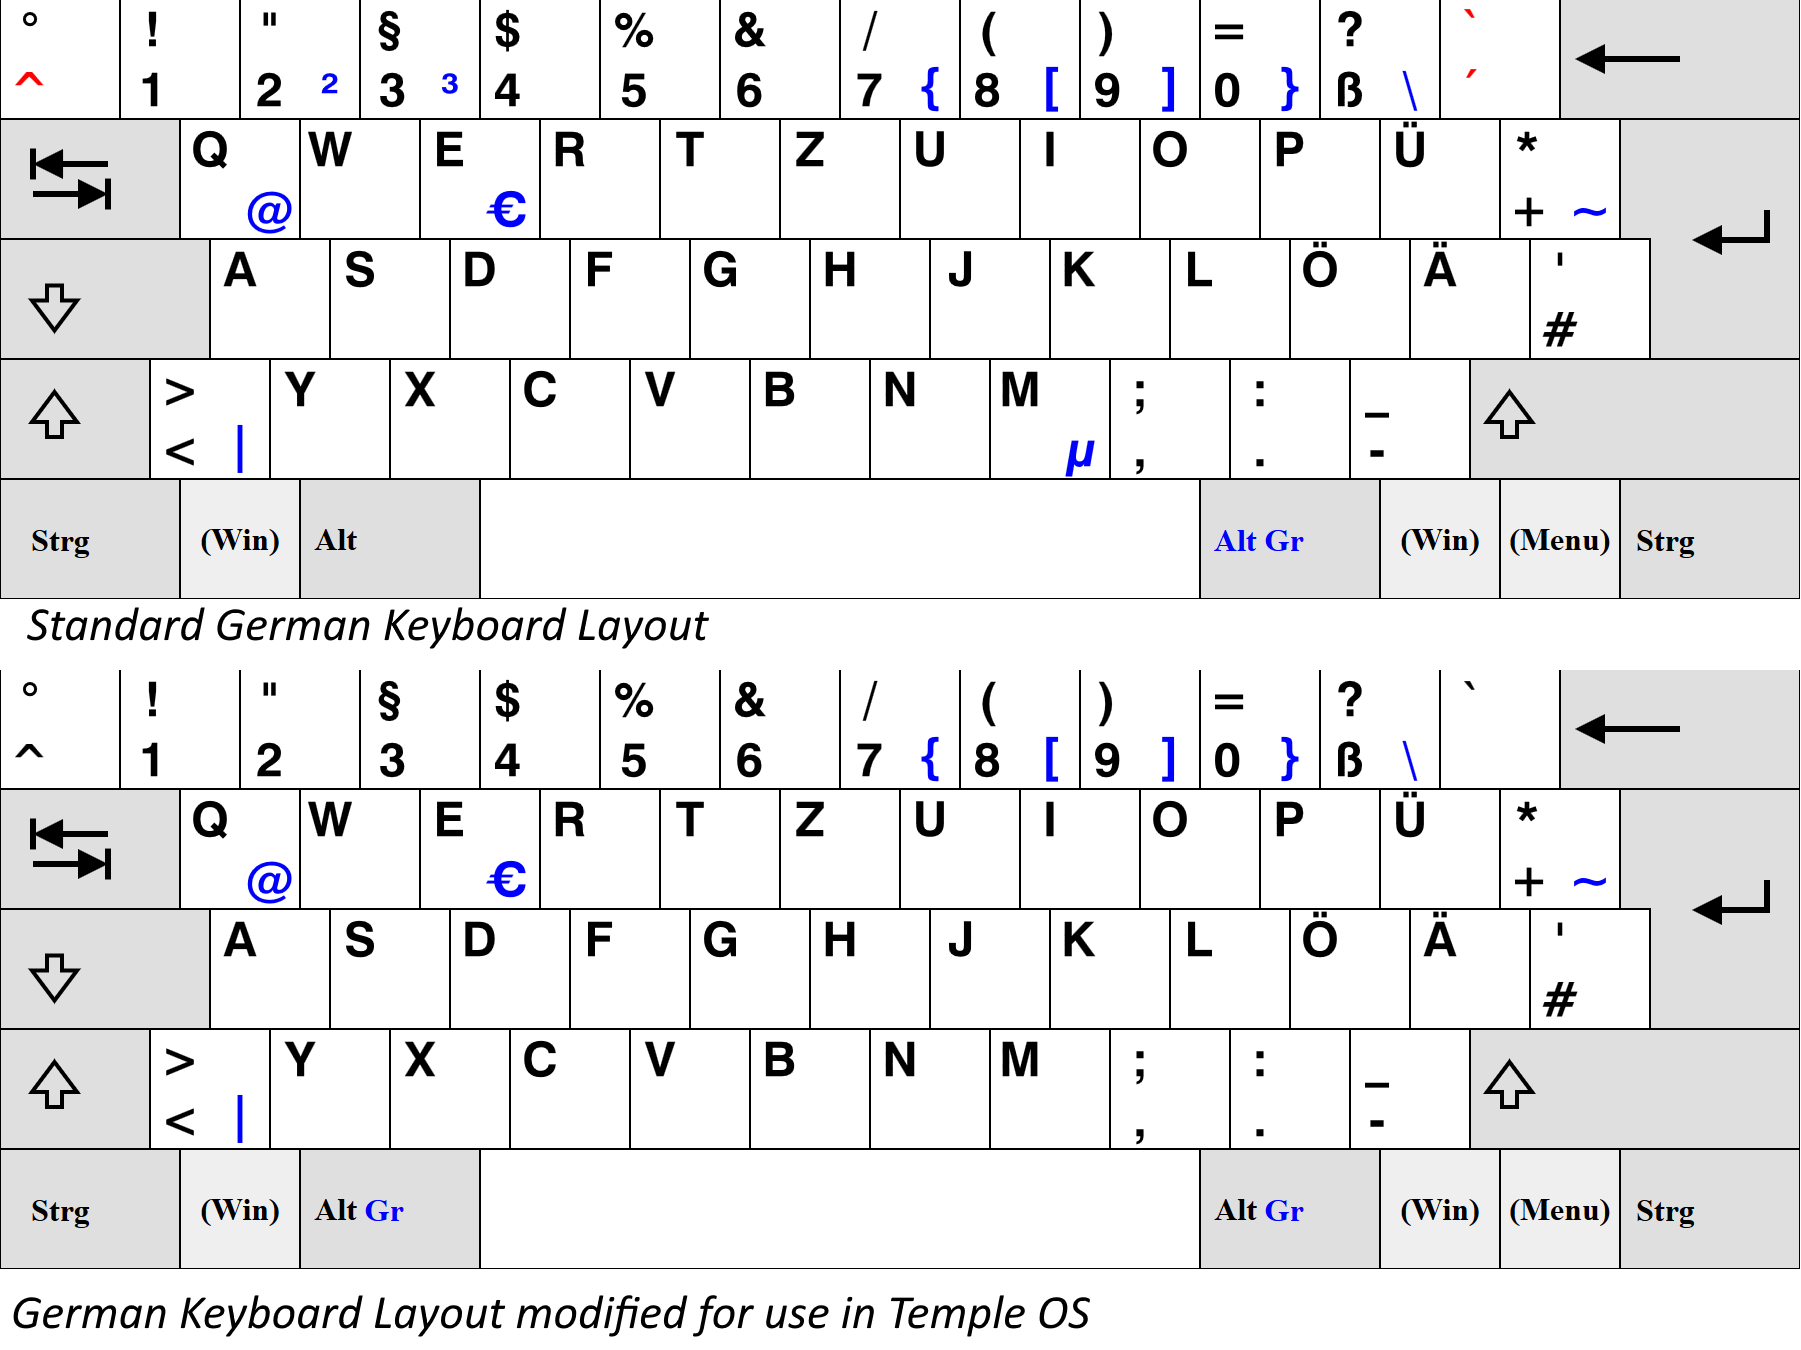 ° ! " § $ % & / ( ) = ? `
^ 1 2 ² 3 ³ 4 5 6 7 { 8 [ 9 ] 0 } ß \ ´
Q W E R T Z U I O P Ü *
@ € + ~
A S D F G H J K L Ö Ä '
#
> Y X C V B N M ; : _
< | µ , . -
Strg (Win) Alt Alt Gr (Win) (Menu) Strg
Standard German Keyboard Layout
° ! " § $ % & / ( ) = ? `
^ 1 2 3 4 5 6 7 { 8 [ 9 ] 0 } ß \
Q W E R T Z U I O P Ü *
@ € + ~
A S D F G H J K L Ö Ä '
#
> Y X C V B N M ; : _
< | , . -
Strg (Win) Alt Gr Alt Gr (Win) (Menu) Strg
German Keyboard Layout modified for use in Temple OS